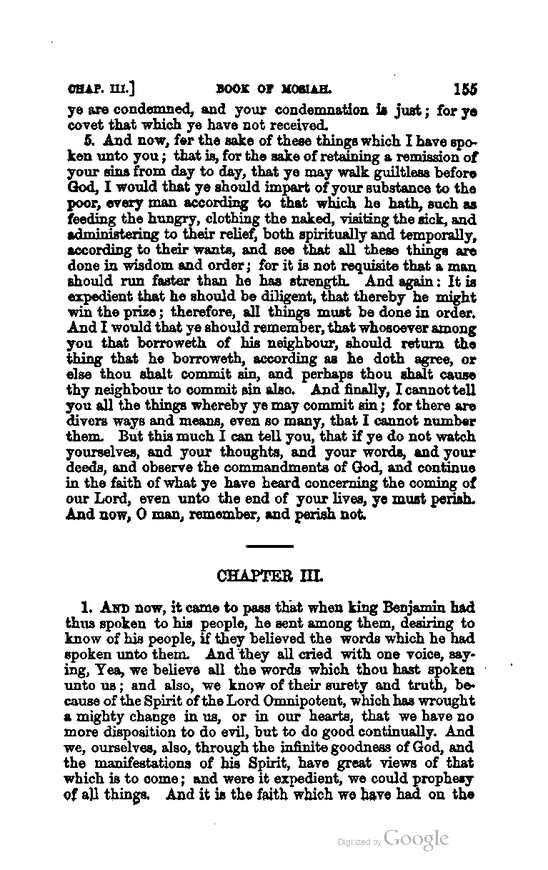 CHAP. III.] BOOK OF MOSIAH. 155
ye are condemned, and your condemnation is just; for ye
covet that which ye have not received.
5. And now, for the sake of these things which I have spo-
ken unto you; that is, for the sake of retaining a remission of
your sins from day to day, that ye may walk guiltless before
God, I would that ye should impart of your substance to the
poor, every man according to that which he hath, such as
feeding the hungry, clothing the naked, visiting the sick, and
administering to their relief, both spiritually and temporally,
according to their wants, and see that all these things are
done in wisdom and order; for it is not requisite that a man
should run faster than he has strength. And again: It is
expedient that he should be diligent, that thereby he might
win the prize; therefore, all things must be done in order.
And I would that ye should remember, that whosoever among
you that borroweth of his neighbour, should return the
thing that he borroweth, according as he doth agree, or
else thou shalt commit sin, and perhaps thou shalt cause
thy neighbour to commit sin also. And finally, I cannot tell
you all the things whereby ye may commit sin; for there are
divers ways and means, even so many, that I cannot number
them. But this much I can tell you, that if ye do not watch
yourselves, and your thoughts, and your words, and your
deeds, and observe the commandments of God, and continue
in the faith of what ye have heard concerning the coming of
our Lord, even unto the end of your lives, ye must perish.
And now, O man, remember, and perish not.
CHAPTER III.
1. AND now, it came to pass that when king Benjamin had
thus spoken to his people, he sent among them, desiring to
know of his people, if they believed the words which he had
spoken unto them. And they all cried with one voice, say-
ing, Yea, we believe all the words which thou hast spoken
unto us; and also, we know of their surety and truth, be-
cause of the Spirit of the Lord Omnipotent, which has wrought
a mighty change in us, or in our hearts, that we have no
more disposition to do evil, but to do good continually. And
we, ourselves, also, through the infinite goodness of God, and
the manifestations of his Spirit, have great views of that
which is to come; and were it expedient, we could prophesy
of all things. And it is the faith which we have had on the
Digitized by Google